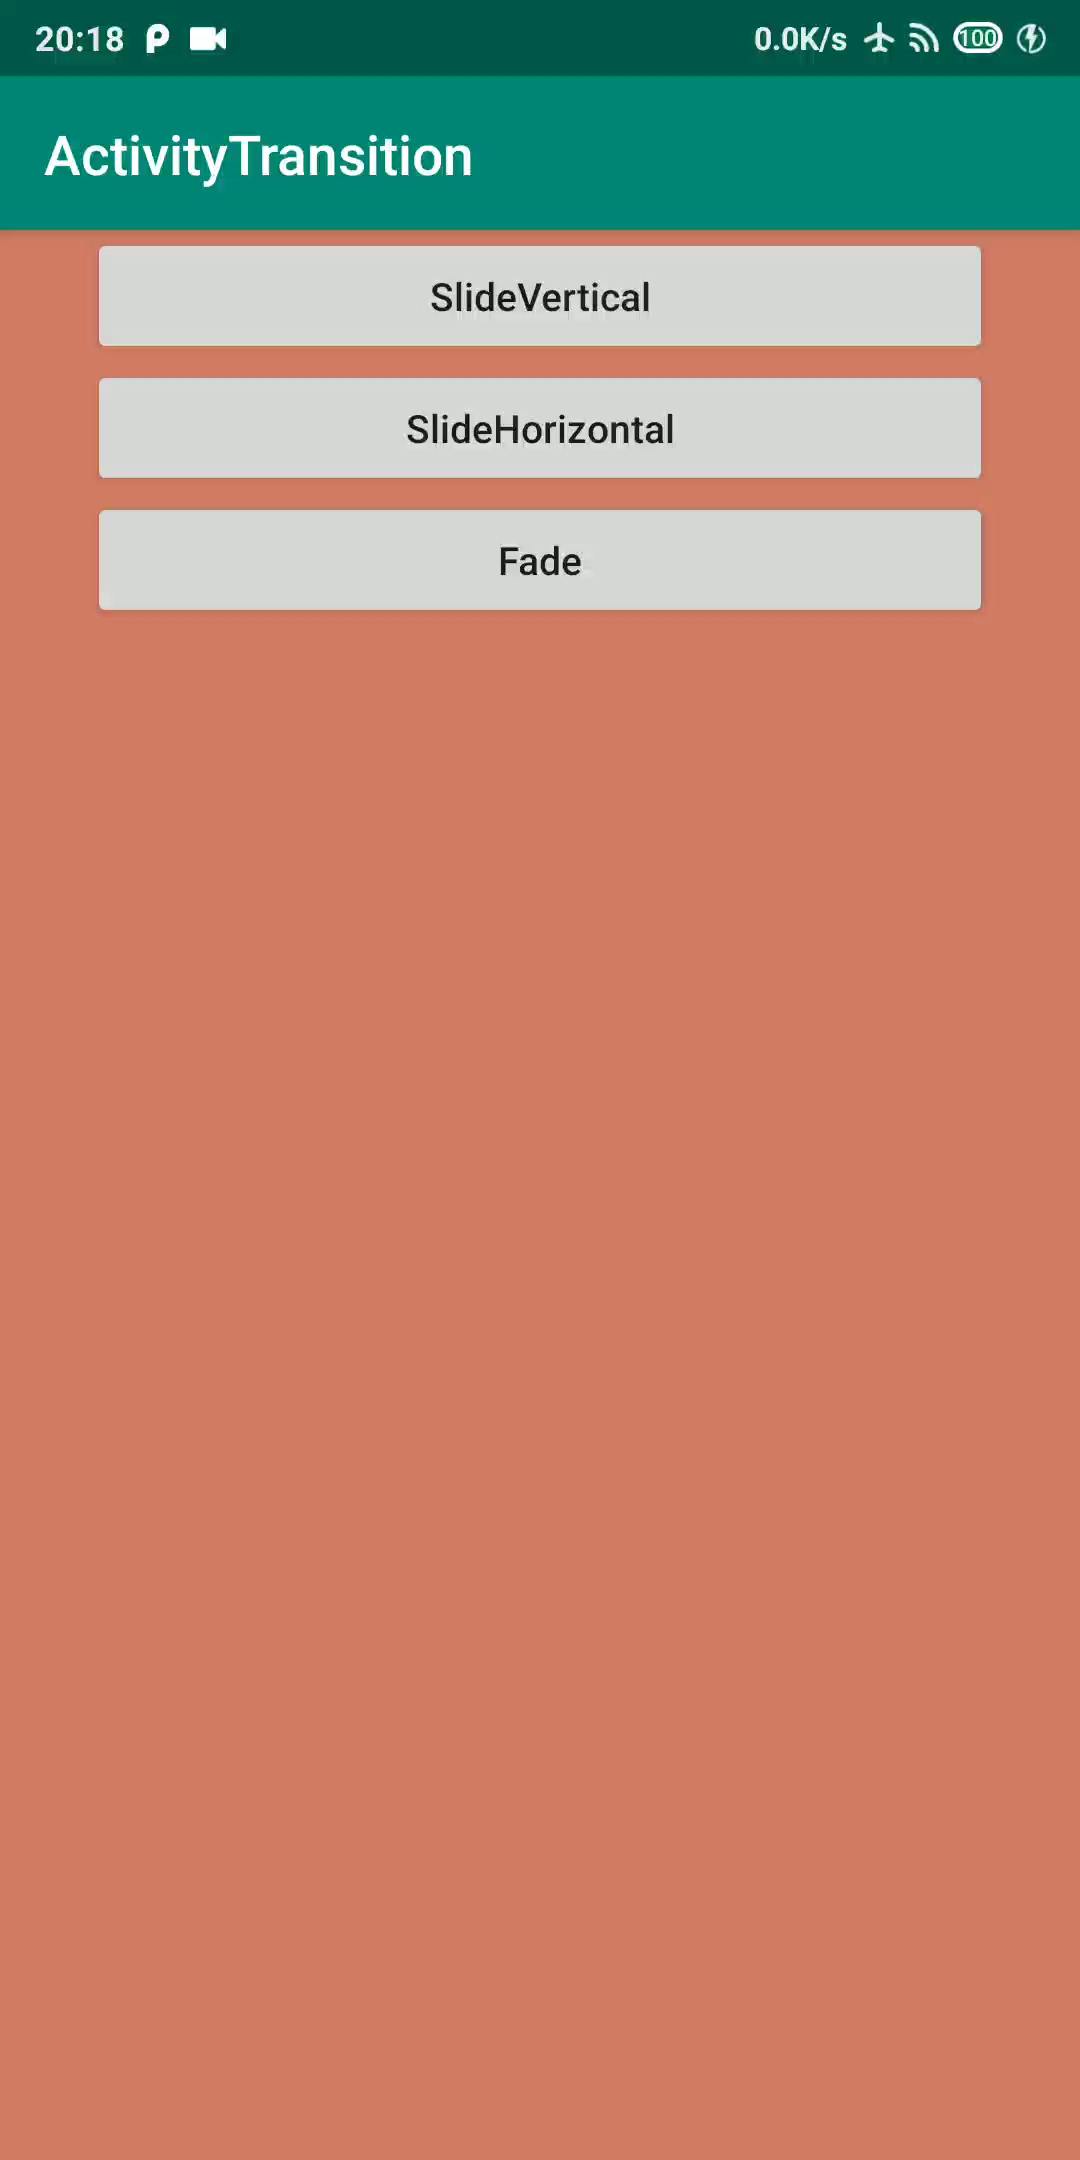 20:18 0.0K/s 100
ActivityTransition
SlideVertical
SlideHorizontal
Fade